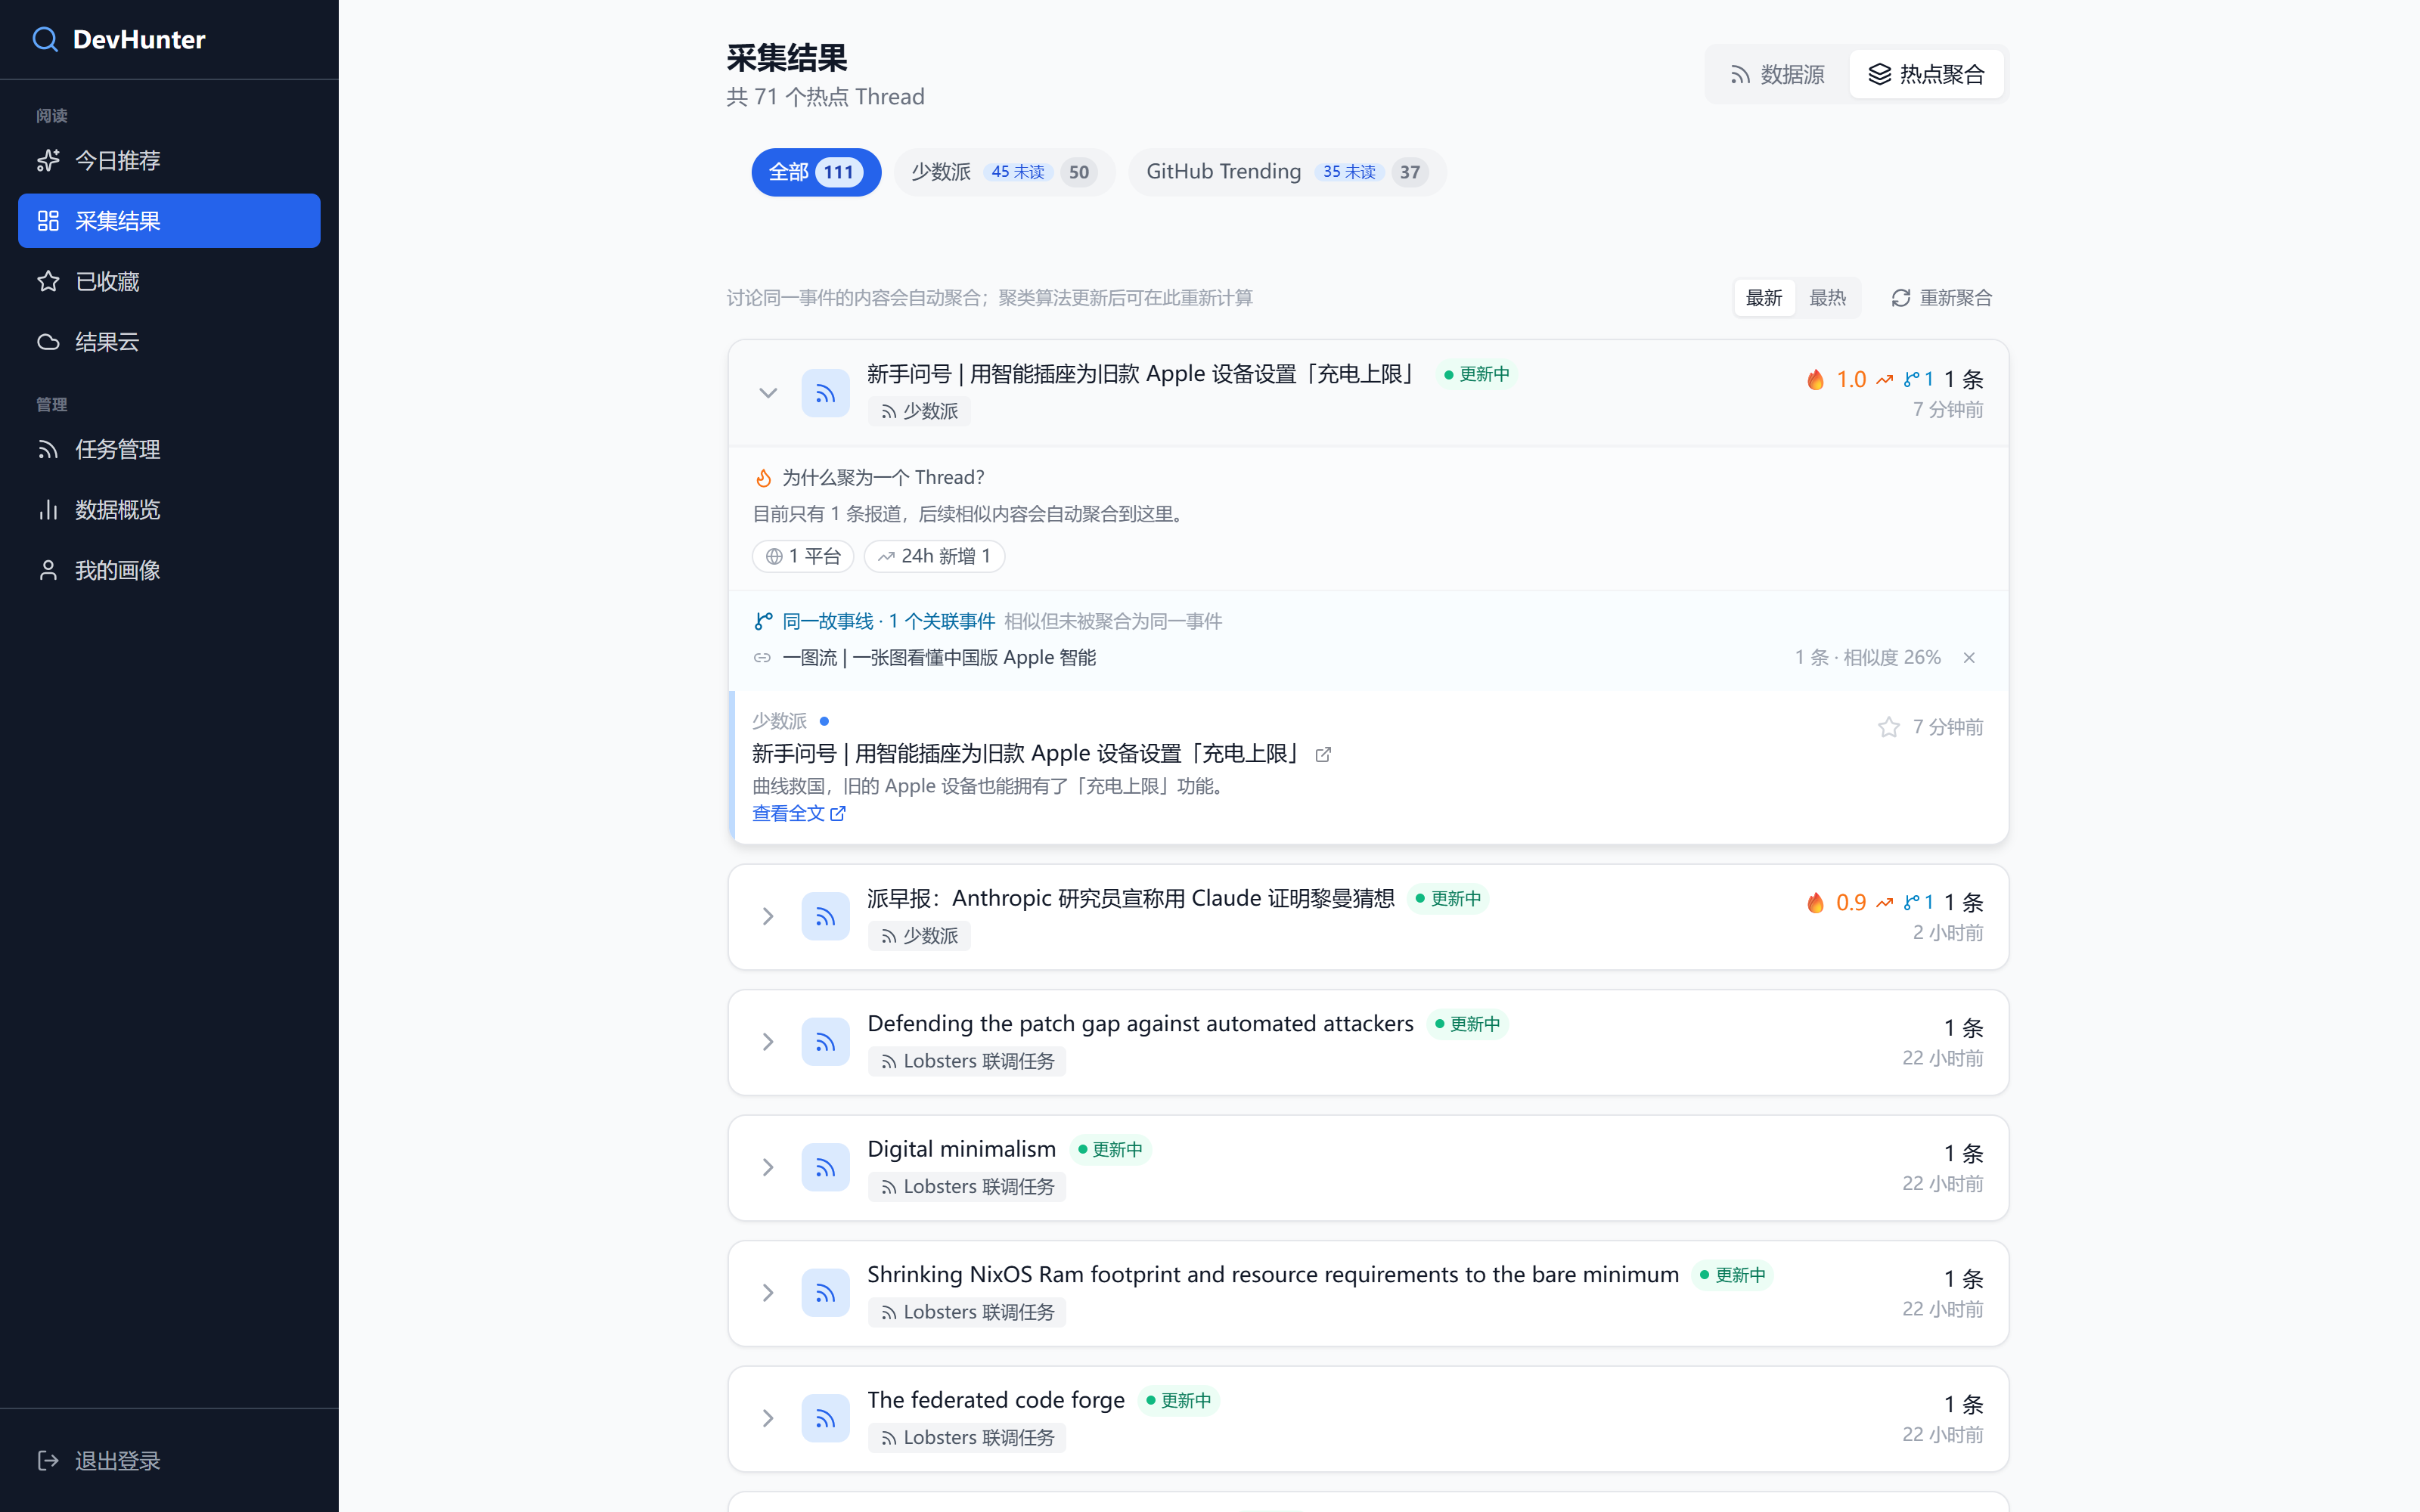 DevHunter
阅读
今日推荐
采集结果
已收藏
结果云
管理
任务管理
数据概览
我的画像
退出登录
采集结果
共 71 个热点 Thread
数据源
热点聚合
全部 111
少数派 45 未读 50
GitHub Trending 35 未读 37
讨论同一事件的内容会自动聚合；聚类算法更新后可在此重新计算
最新 最热 重新聚合
新手问号 | 用智能插座为旧款 Apple 设备设置「充电上限」 更新中
少数派
1.0 1 1 条
7 分钟前
为什么聚为一个 Thread？
目前只有 1 条报道，后续相似内容会自动聚合到这里。
1 平台 24h 新增 1
同一故事线 · 1 个关联事件 相似但未被聚合为同一事件
一图流 | 一张图看懂中国版 Apple 智能 1 条 · 相似度 26%
少数派
7 分钟前
新手问号 | 用智能插座为旧款 Apple 设备设置「充电上限」
曲线救国，旧的 Apple 设备也能拥有了「充电上限」功能。
查看全文
派早报：Anthropic 研究员宣称用 Claude 证明黎曼猜想 更新中
少数派
0.9 1 1 条
2 小时前
Defending the patch gap against automated attackers 更新中
Lobsters 联调任务
1 条
22 小时前
Digital minimalism 更新中
Lobsters 联调任务
1 条
22 小时前
Shrinking NixOS Ram footprint and resource requirements to the bare minimum 更新中
Lobsters 联调任务
1 条
22 小时前
The federated code forge 更新中
Lobsters 联调任务
1 条
22 小时前